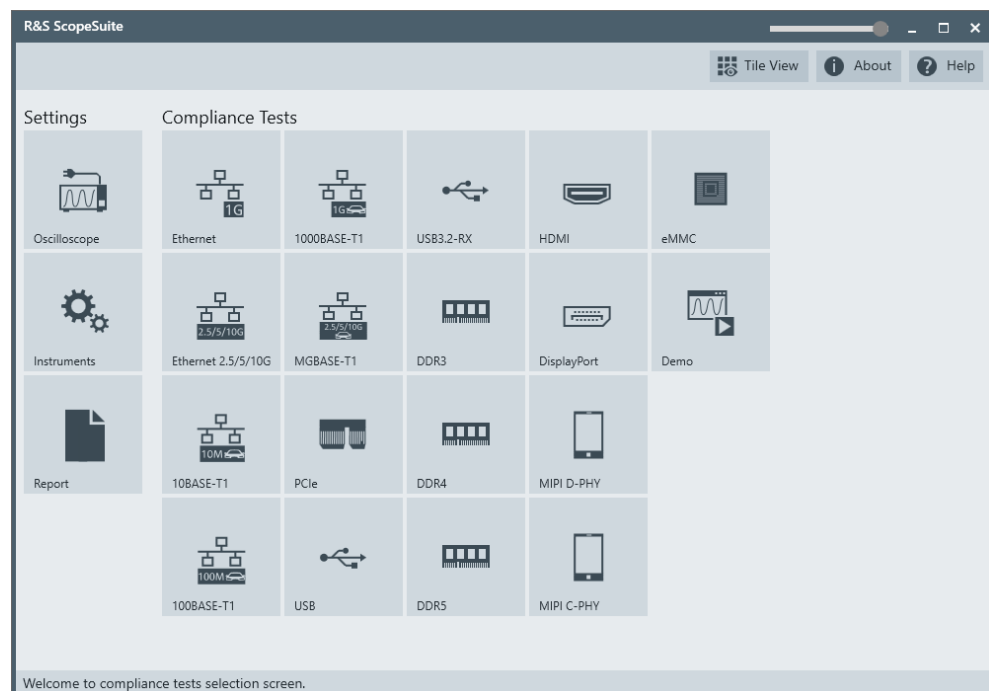 R&S ScopeSuite
Tile View
About
Help
Settings
Compliance Tests
1G
1G
Oscilloscope
Ethernet
1000BASE-T1
USB3.2-RX
HDMI
eMMC
2.5/5/10G
2.5/5/10G
Instruments
Ethernet 2.5/5/10G
MGBASE-T1
DDR3
DisplayPort
Demo
10M
Report
10BASE-T1
PCIe
DDR4
MIPI D-PHY
100M
100BASE-T1
USB
DDR5
MIPI C-PHY
Welcome to compliance tests selection screen.